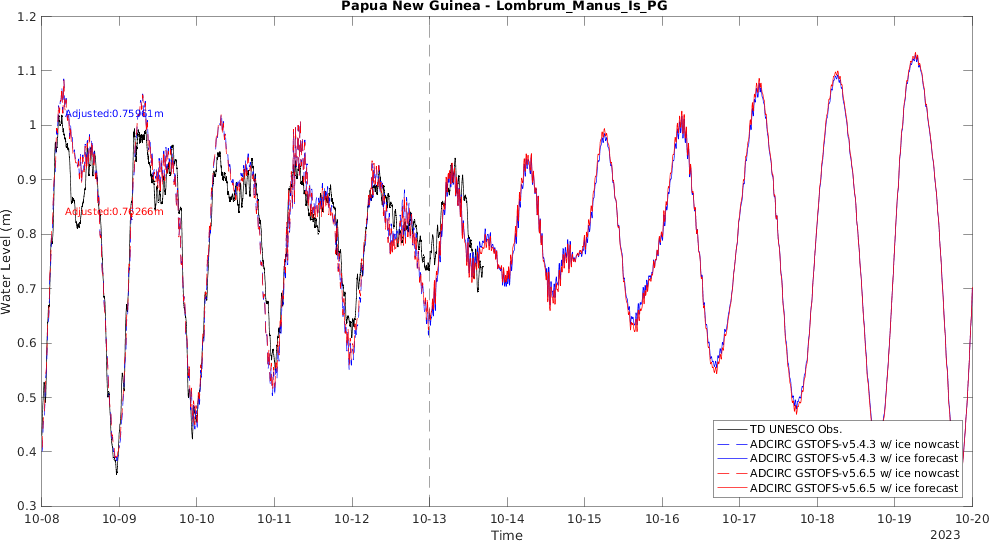 Papua New Guinea - Lombrum_Manus_Is_PG
1.2
1.1
1
0.9
0.8
0.7
0.6
0.5
0.4
0.3
Water Level (m)
Adjusted:0.75961m
Adjusted:0.76266m
TD UNESCO Obs.
ADCIRC GSTOFS-v5.4.3 w/ ice nowcast
ADCIRC GSTOFS-v5.4.3 w/ ice forecast
ADCIRC GSTOFS-v5.6.5 w/ ice nowcast
ADCIRC GSTOFS-v5.6.5 w/ ice forecast
10-08 10-09 10-10 10-11 10-12 10-13 10-14 10-15 10-16 10-17 10-18 10-19 10-20
Time
2023